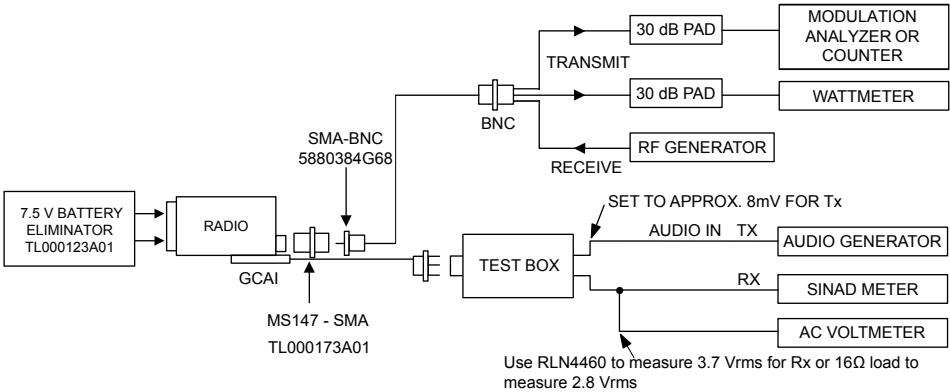 30 dB PAD
MODULATION
ANALYZER OR
COUNTER
TRANSMIT
30 dB PAD
WATTMETER
BNC
SMA-BNC
5880384G68
RF GENERATOR
RECEIVE
7.5 V BATTERY
ELIMINATOR
TL000123A01
RADIO
GCAI
MS147 - SMA
TL000173A01
SET TO APPROX. 8mV FOR Tx
TEST BOX
AUDIO IN TX
AUDIO GENERATOR
RX
SINAD METER
AC VOLTMETER
Use RLN4460 to measure 3.7 Vrms for Rx or 16Ω load to
measure 2.8 Vrms